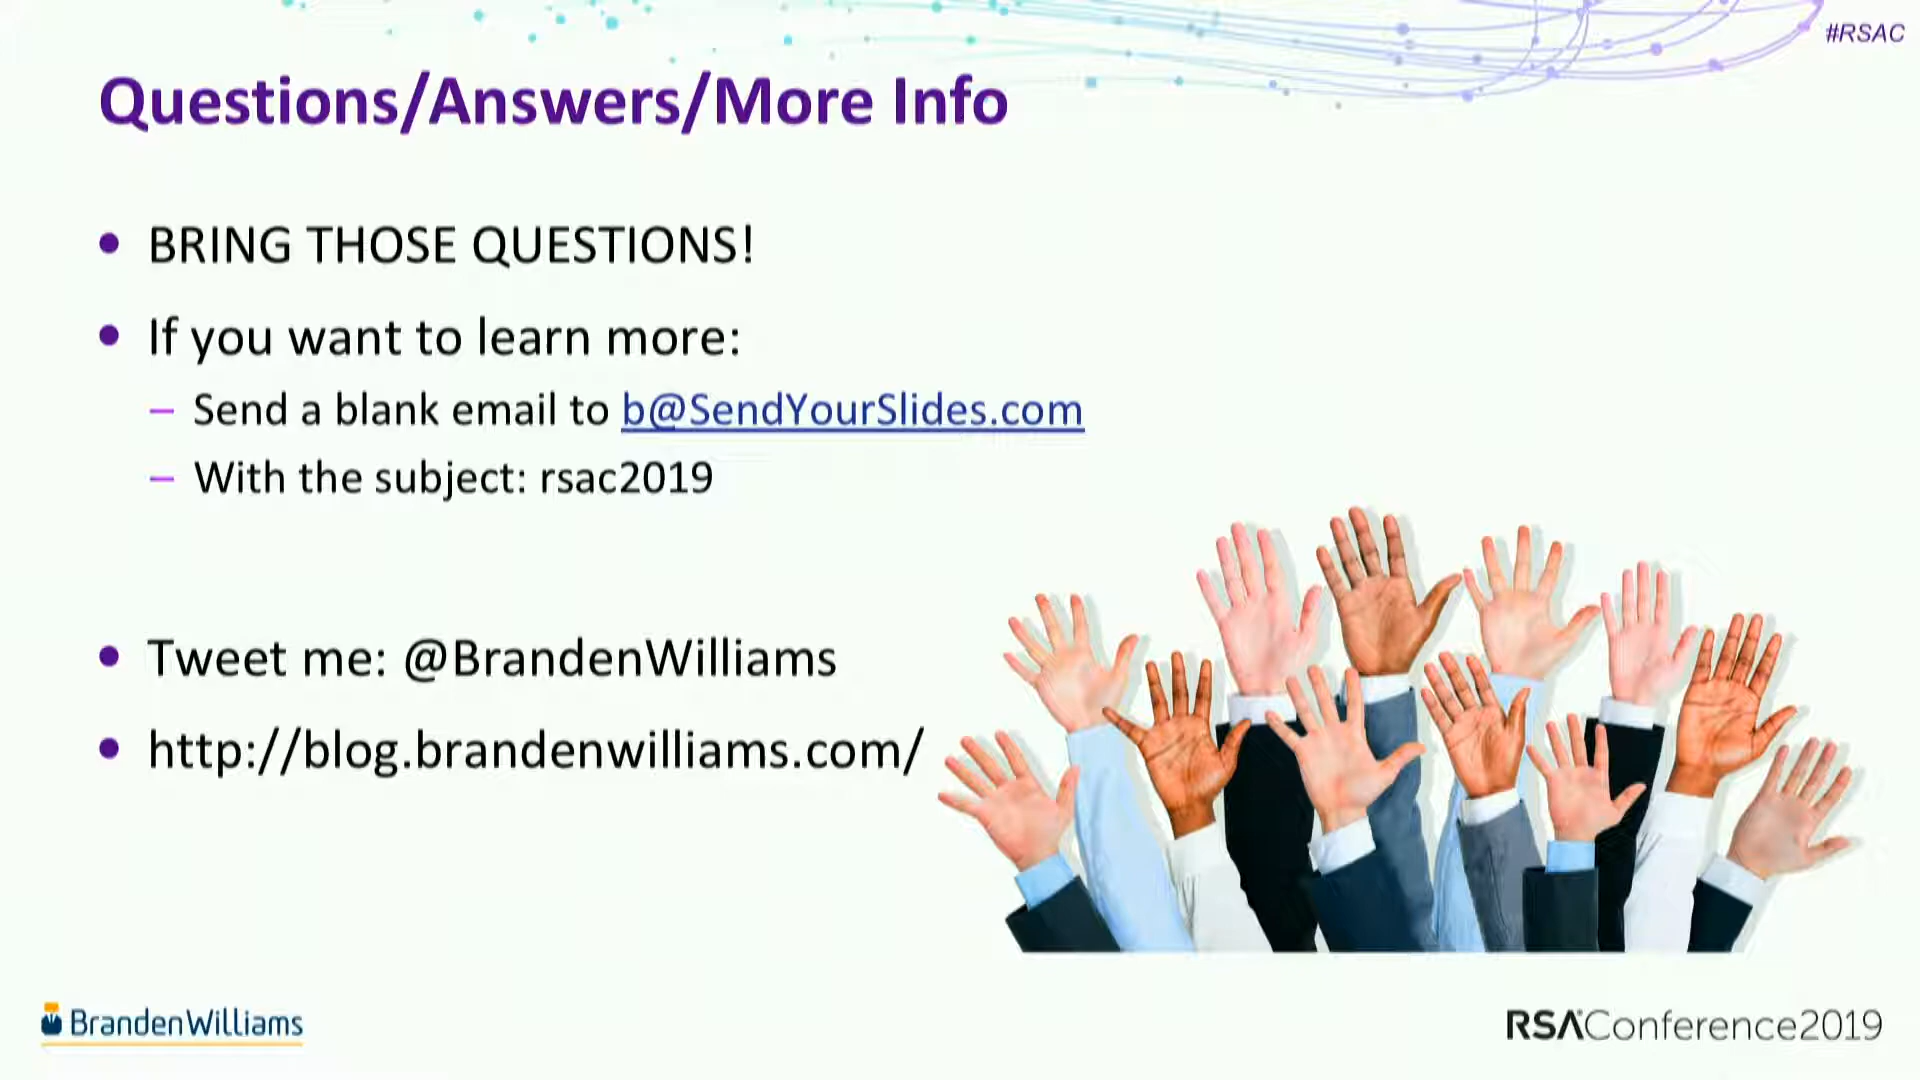 #RSAC
Questions/Answers/More Info
• BRING THOSE QUESTIONS!
• If you want to learn more:
– Send a blank email to b@SendYourSlides.com
– With the subject: rsac2019
• Tweet me: @BrandenWilliams
• http://blog.brandenwilliams.com/
BrandenWilliams
RSAConference2019